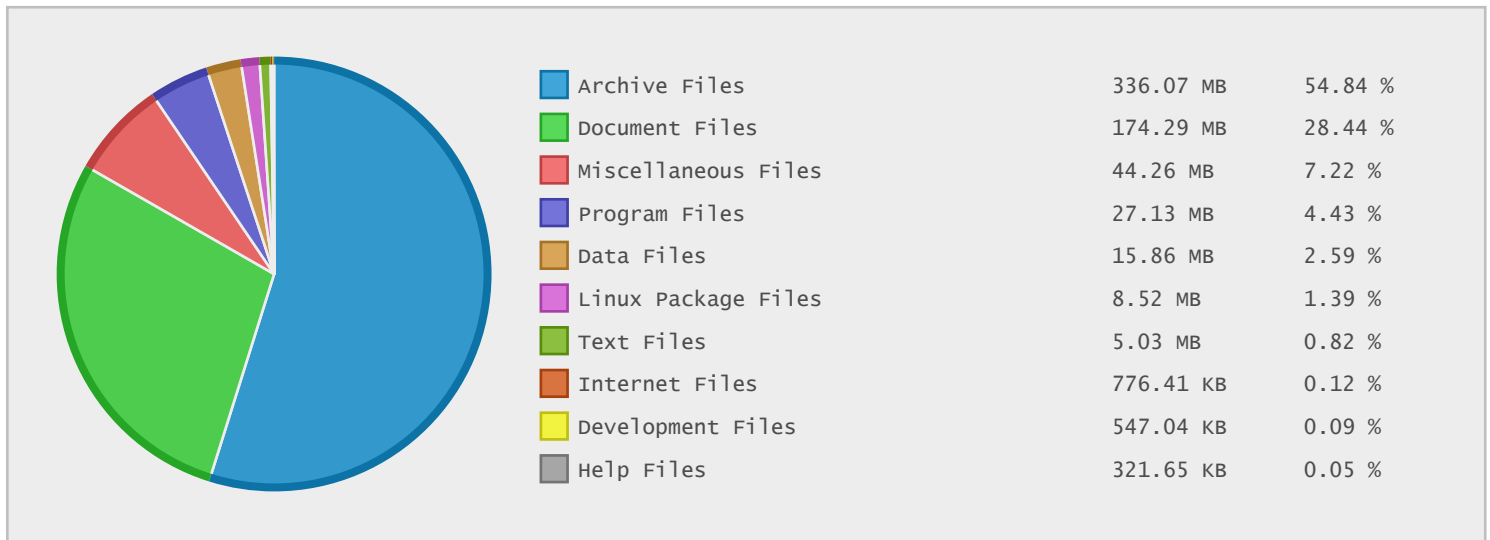 Archive Files 336.07 MB 54.84 %
Document Files 174.29 MB 28.44 %
Miscellaneous Files 44.26 MB 7.22 %
Program Files 27.13 MB 4.43 %
Data Files 15.86 MB 2.59 %
Linux Package Files 8.52 MB 1.39 %
Text Files 5.03 MB 0.82 %
Internet Files 776.41 KB 0.12 %
Development Files 547.04 KB 0.09 %
Help Files 321.65 KB 0.05 %